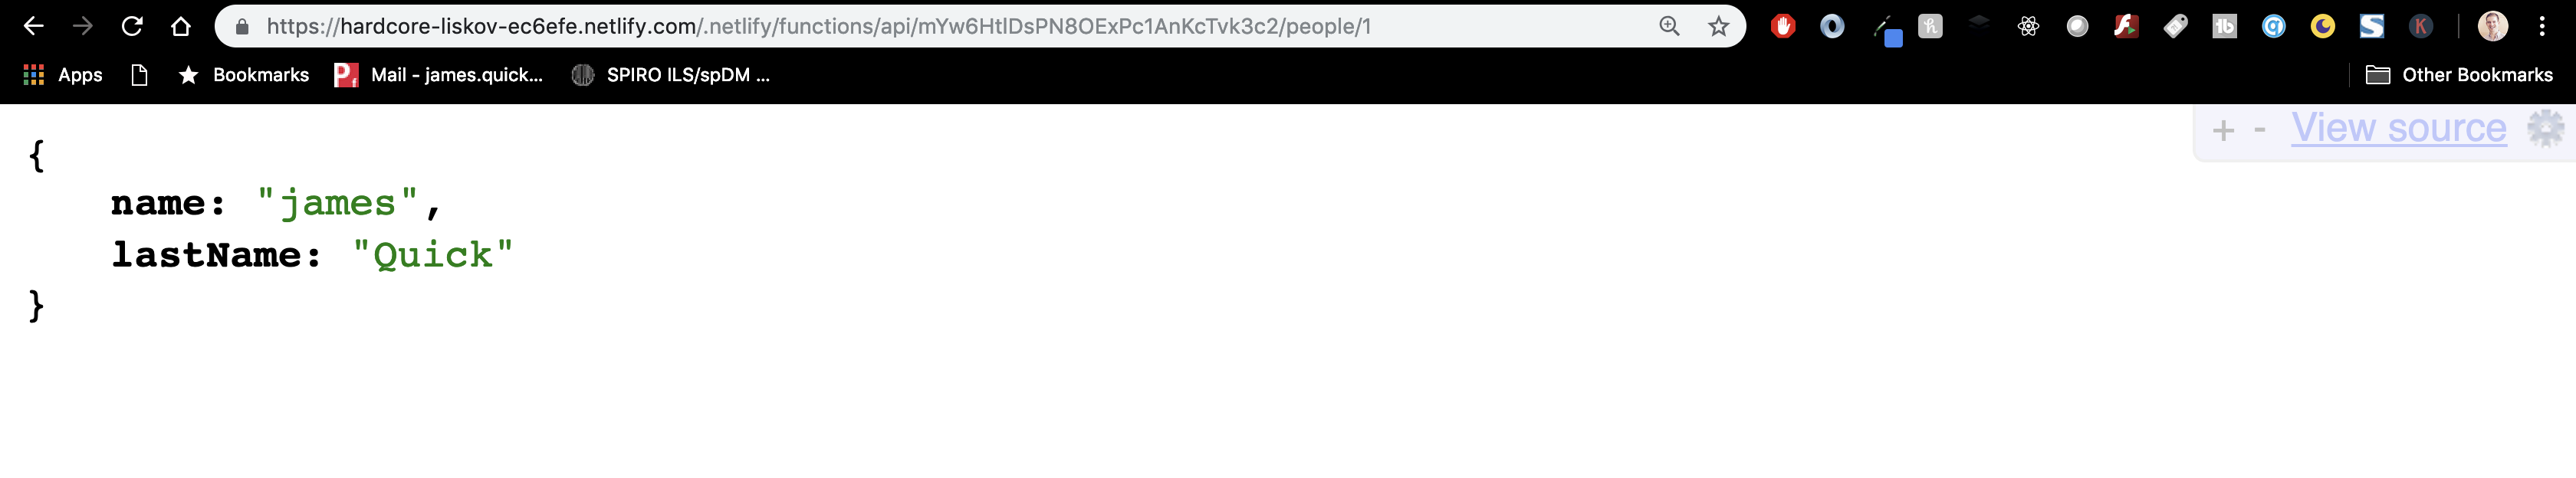 https://hardcore-liskov-ec6efe.netlify.com/.netlify/functions/api/mYw6HtlDsPN8OExPc1AnKcTvk3c2/people/1
Apps Bookmarks Mail - james.quick... SPIRO ILS/spDM ... Other Bookmarks
+ - View source
{
name: "james",
lastName: "Quick"
}